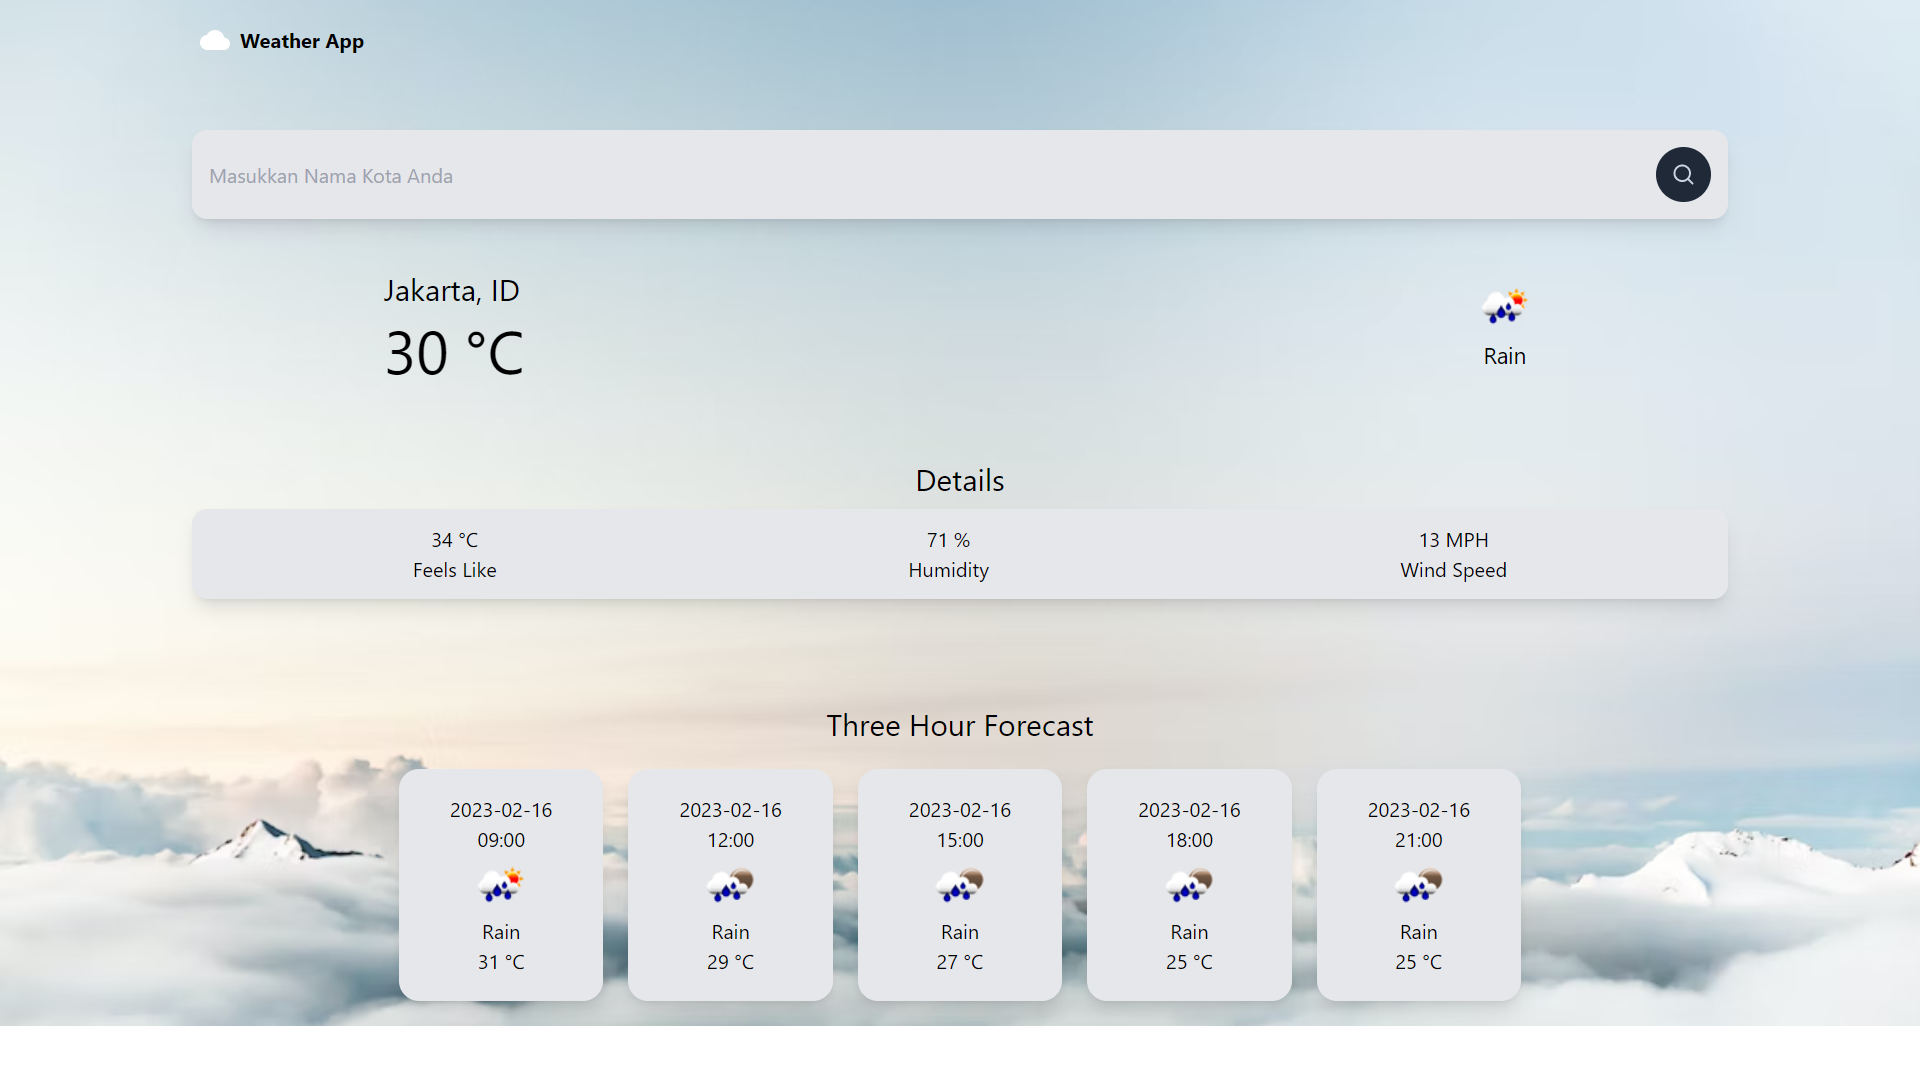 Weather App
Masukkan Nama Kota Anda
Jakarta, ID
30 °C
Rain
Details
34 °C
Feels Like
71 %
Humidity
13 MPH
Wind Speed
Three Hour Forecast
2023-02-16
09:00
Rain
31 °C
2023-02-16
12:00
Rain
29 °C
2023-02-16
15:00
Rain
27 °C
2023-02-16
18:00
Rain
25 °C
2023-02-16
21:00
Rain
25 °C